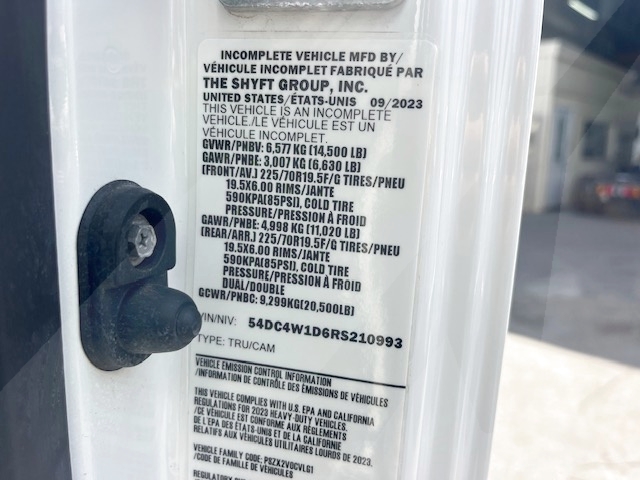 INCOMPLETE VEHICLE MFD BY/
VÉHICULE INCOMPLET FABRIQUÉ PAR
THE SHYFT GROUP, INC.
UNITED STATES/ÉTATS-UNIS 09/2023
THIS VEHICLE IS AN INCOMPLETE
VEHICLE./LE VÉHICULE EST UN
VÉHICULE INCOMPLET.
GVWR/PNBV: 6,577 KG (14,500 LB)
GAWR/PNBE: 3,007 KG (6,630 LB)
(FRONT/AV.) 225/70R19.5F/G TIRES/PNEU
19.5X6.00 RIMS/JANTE
590KPA(85PSI), COLD TIRE
PRESSURE/PRESSION À FROID
GAWR/PNBE: 4,998 KG (11,020 LB)
(REAR/ARR.) 225/70R19.5F/G TIRES/PNEU
19.5X6.00 RIMS/JANTE
590KPA(85PSI), COLD TIRE
PRESSURE/PRESSION À FROID
DUAL/DOUBLE
GCWR/PNBC: 9,299KG(20,500LB)
VIN/NIV: 54DC4W1D6RS210993
TYPE: TRU/CAM
VEHICLE EMISSION CONTROL INFORMATION
/INFORMATION DE CONTRÔLE DES ÉMISSIONS DE VÉHICULES
THIS VEHICLE COMPLIES WITH U.S. EPA AND CALIFORNIA
REGULATIONS FOR 2023 HEAVY-DUTY VEHICLES.
/CE VÉHICULE EST CONFORME AUX RÈGLEMENTS
DE L'EPA DES ÉTATS-UNIS ET DE LA CALIFORNIE
RELATIFS AUX VÉHICULES UTILITAIRES LOURDS DE 2023.
VEHICLE FAMILY CODE: PSZX2VOCVLG1
/CODE DE FAMILLE DE VÉHICULES